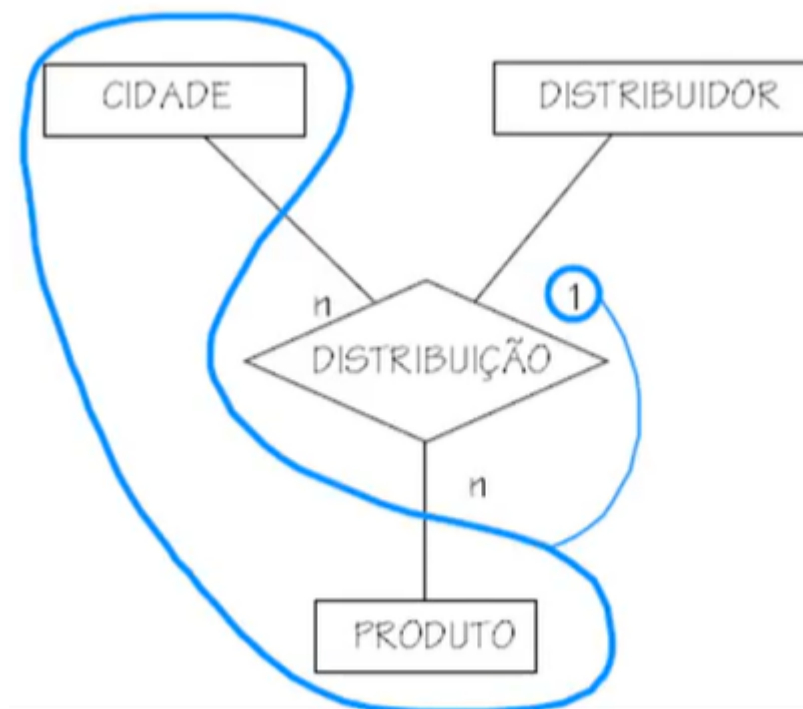 CIDADE
DISTRIBUIDOR
n
1
DISTRIBUIÇÃO
n
PRODUTO